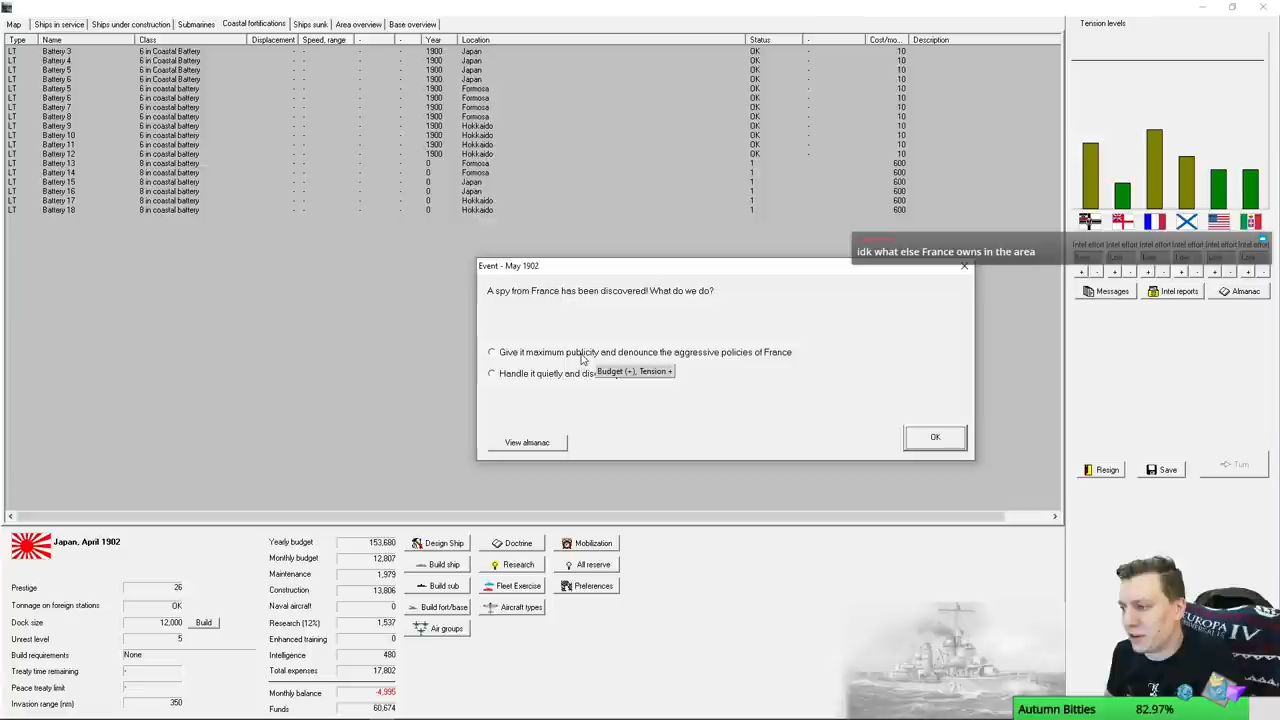 Map Ships in service Ships under construction Submarines Coastal fortifications Ships sunk Area overview Base overview
Type Name Class Displacement Speed, range - - Year Location Status - Cost/mo... Description
LT Battery 3 6 in Coastal Battery - - - - 1900 Japan OK - 10
LT Battery 4 6 in Coastal Battery - - - - 1900 Japan OK 10
LT Battery 5 6 in Coastal Battery - - - - 1900 Japan OK 10
LT Battery 6 6 in Coastal Battery - - - - 1900 Japan OK 10
LT Battery 5 6 in coastal battery - - - - 1900 Formosa OK - 10
LT Battery 6 6 in coastal battery - - - - 1900 Formosa OK 10
LT Battery 7 6 in coastal battery - - - - 1900 Formosa OK 10
LT Battery 8 6 in coastal battery - - - - 1900 Formosa OK 10
LT Battery 9 6 in coastal battery - - - - 1900 Hokkaido OK - 10
LT Battery 10 6 in coastal battery - - - - 1900 Hokkaido OK 10
LT Battery 11 6 in coastal battery - - - - 1900 Hokkaido OK 10
LT Battery 12 6 in coastal battery - - - - 1900 Hokkaido OK - 10
LT Battery 13 8 in coastal battery - - - - 0 Formosa 1 600
LT Battery 14 8 in coastal battery - - - - 0 Formosa 1 600
LT Battery 15 8 in coastal battery - - - - 0 Japan 1 600
LT Battery 16 8 in coastal battery - - - - 0 Japan 1 600
LT Battery 17 8 in coastal battery - - - - 0 Hokkaido 1 600
LT Battery 18 8 in coastal battery - - - - 0 Hokkaido 1 600
Tension levels
idk what else France owns in the area
Intel effort Intel effort Intel effort Intel effort Intel effort Intel effort
+ - + - + - + - + - + -
Messages Intel reports Almanac
Event - May 1902
A spy from France has been discovered! What do we do?
Give it maximum publicity and denounce the aggressive policies of France
Handle it quietly and dis
Budget (+), Tension +
View almanac OK
Resign Save Turn
Japan, April 1902
Prestige 26
Tonnage on foreign stations OK
Dock size 12,000 Build
Unrest level 5
Build requirements None
Treaty time remaining -
Peace treaty limit -
Invasion range (nm) 350
Yearly budget 153,680
Monthly budget 12,807
Maintenance 1,979
Construction 13,806
Naval aircraft 0
Research (12%) 1,537
Enhanced training 0
Intelligence 480
Total expenses 17,802
Monthly balance -4,995
Funds 60,674
Design Ship Doctrine Mobilization
Build ship Research All reserve
Build sub Fleet Exercise Preferences
Build fort/base Aircraft types
Air groups
EUROPA IV
Autumn Bitties 82.97%